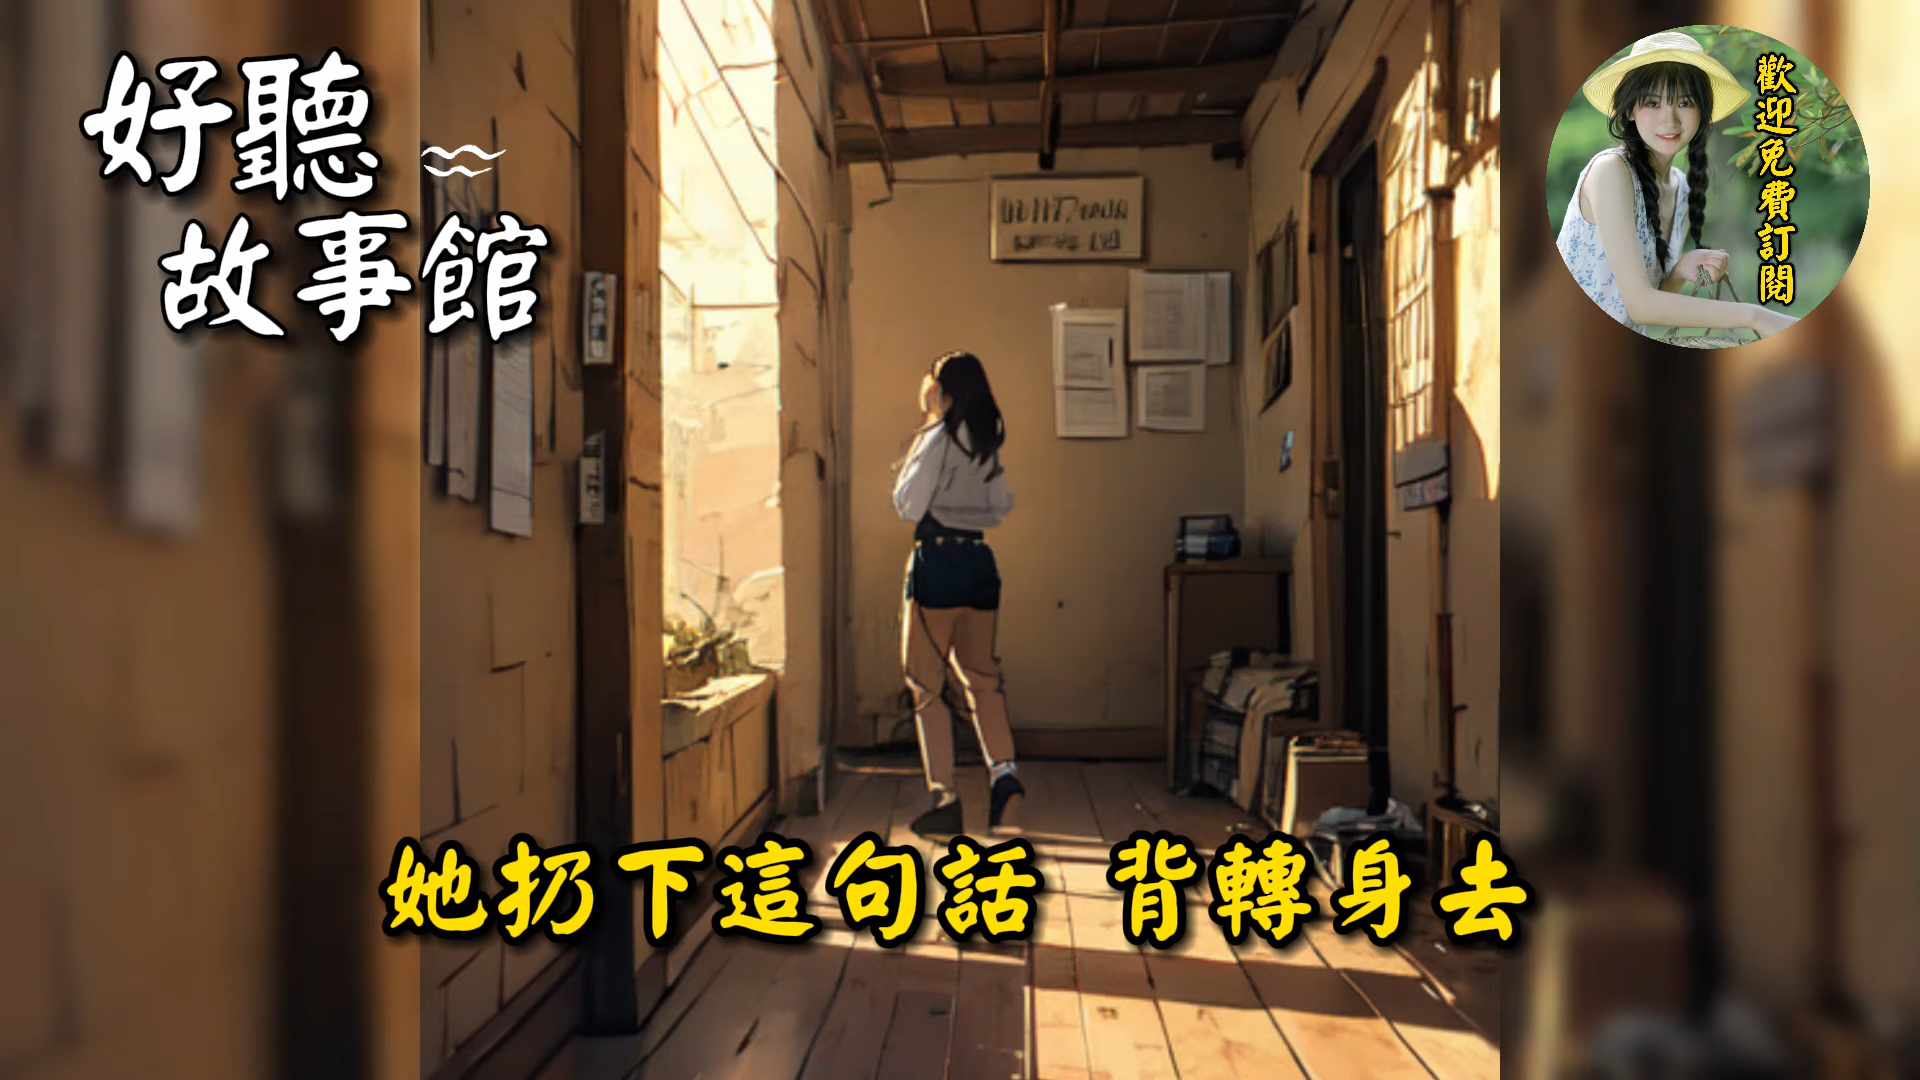 好聽
故事館
歡迎免費訂閱
她扔下這句話 背轉身去